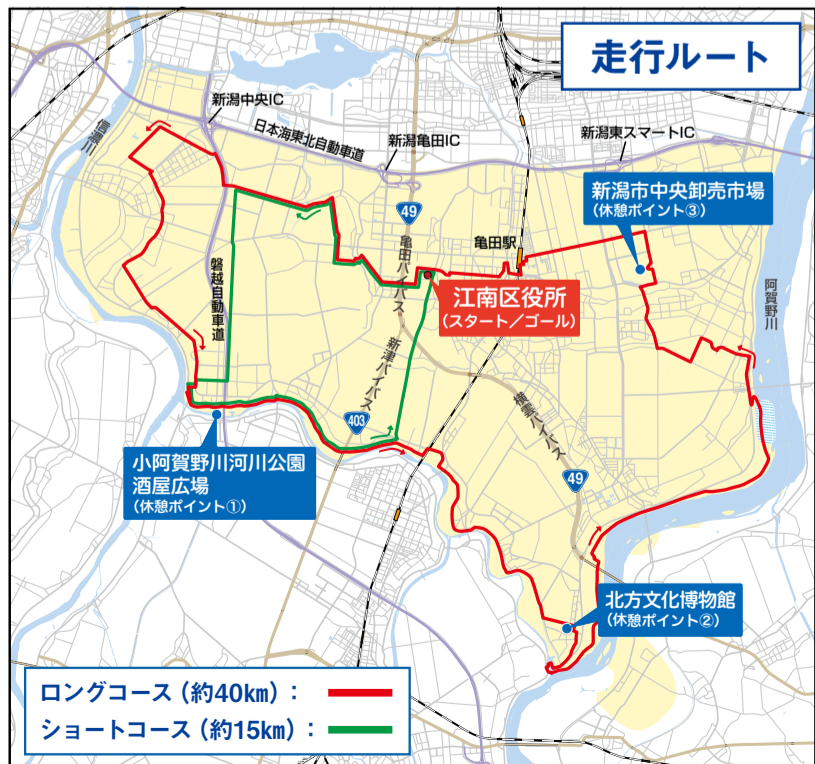 走行ルート
新潟中央IC
信濃川
日本海東北自動車道
新潟亀田IC
新潟東スマートIC
新潟市中央卸売市場
(休憩ポイント③)
49
亀田駅
亀田バイパス
阿賀野川
磐越自動車道
江南区役所
(スタート/ゴール)
新津バイパス
403
横雲バイパス
49
小阿賀野川河川公園
酒屋広場
(休憩ポイント①)
北方文化博物館
(休憩ポイント②)
ロングコース(約40km):
ショートコース(約15km):